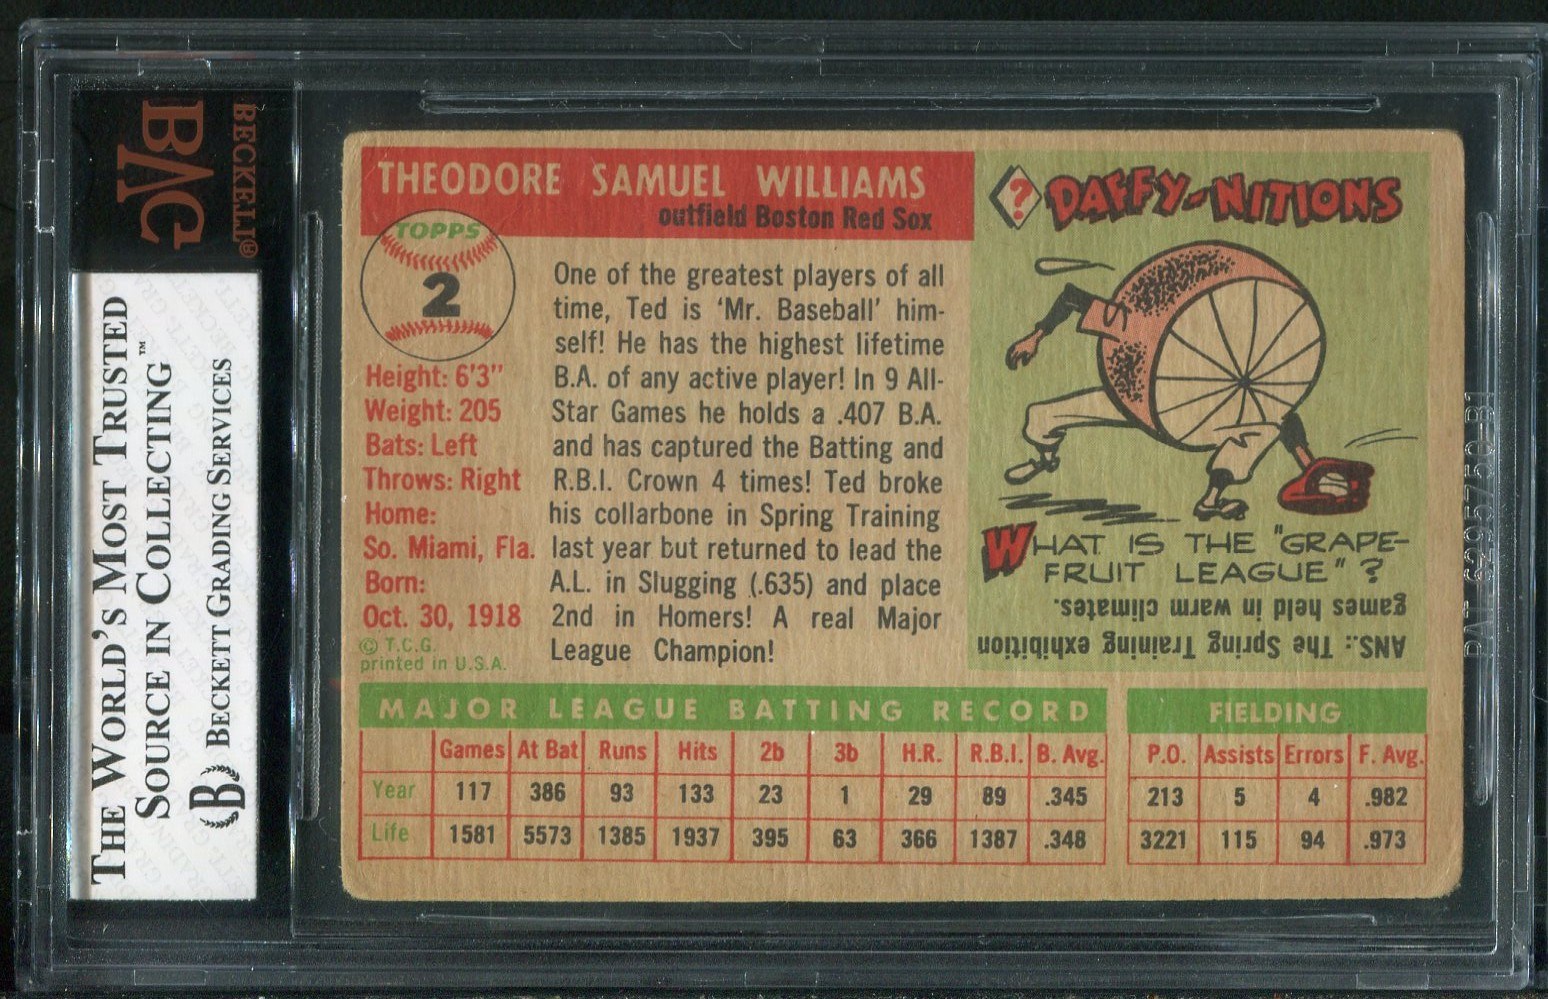 BECKETT®
BVG
THE WORLD'S MOST TRUSTED
SOURCE IN COLLECTING™
B BECKETT GRADING SERVICES
THEODORE SAMUEL WILLIAMS
outfield Boston Red Sox
TOPPS
2
Height: 6'3"
Weight: 205
Bats: Left
Throws: Right
Home:
So. Miami, Fla.
Born:
Oct. 30, 1918
© T.C.G.
printed in U.S.A.
One of the greatest players of all
time, Ted is 'Mr. Baseball' him-
self! He has the highest lifetime
B.A. of any active player! In 9 All-
Star Games he holds a .407 B.A.
and has captured the Batting and
R.B.I. Crown 4 times! Ted broke
his collarbone in Spring Training
last year but returned to lead the
A.L. in Slugging (.635) and place
2nd in Homers! A real Major
League Champion!
? DAFFY-NITIONS
WHAT IS THE "GRAPE-
FRUIT LEAGUE"?
ANS.: The Spring Training exhibition
games held in warm climates.
MAJOR LEAGUE BATTING RECORD
Games At Bat Runs Hits 2b 3b H.R. R.B.I. B. Avg.
Year 117 386 93 133 23 1 29 89 .345
Life 1581 5573 1385 1937 395 63 366 1387 .348
FIELDING
P.O. Assists Errors F. Avg.
213 5 4 .982
3221 115 94 .973